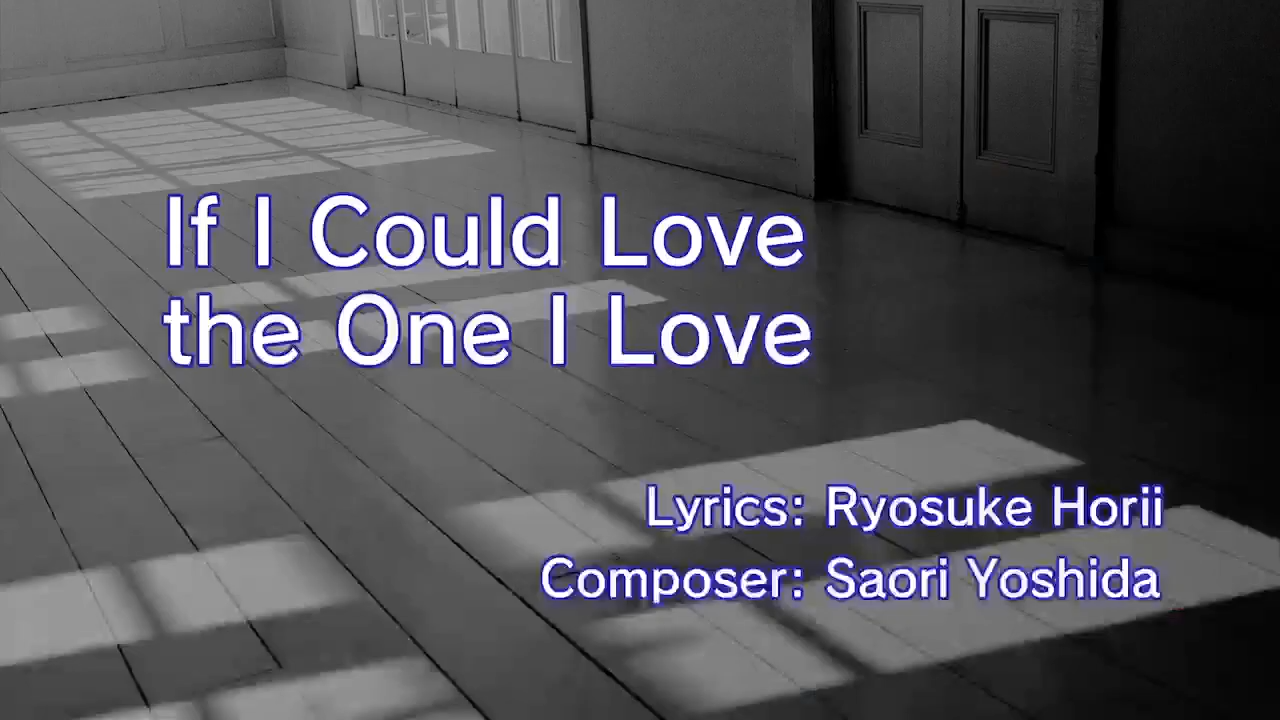 If I Could Love
the One I Love
Lyrics: Ryosuke Horii
Composer: Saori Yoshida